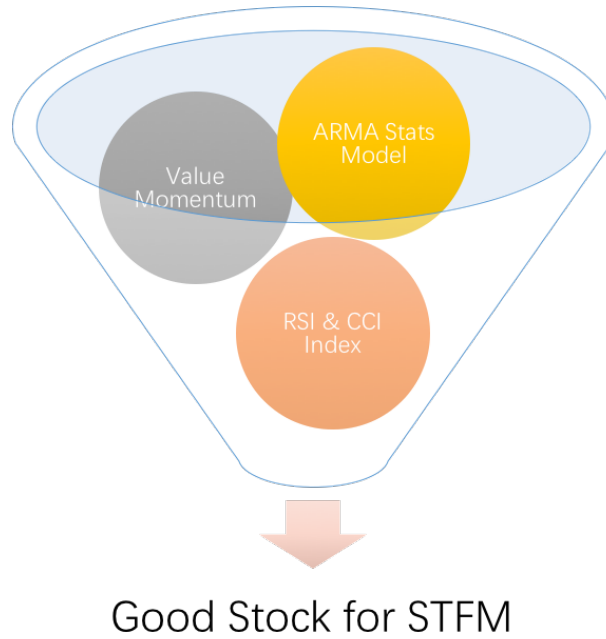 ARMA Stats
Model
Value
Momentum
RSI & CCI
Index
Good Stock for STFM